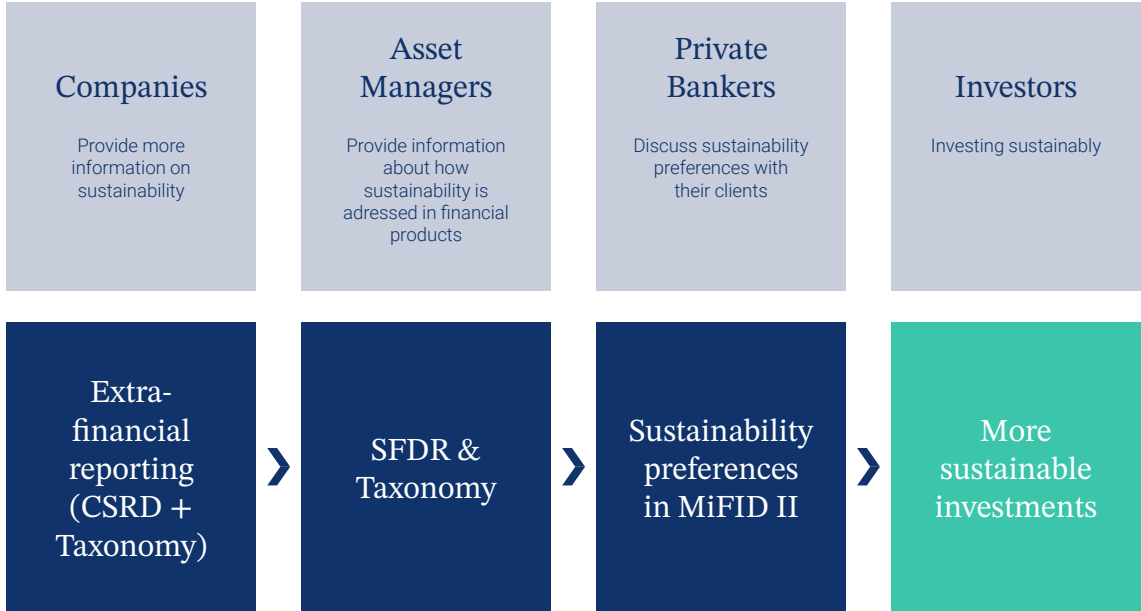 Companies
Provide more
information on
sustainability
Asset
Managers
Provide information
about how
sustainability is
adressed in financial
products
Private
Bankers
Discuss sustainability
preferences with
their clients
Investors
Investing sustainably
Extra-
financial
reporting
(CSRD +
Taxonomy)
SFDR &
Taxonomy
Sustainability
preferences
in MiFID II
More
sustainable
investments